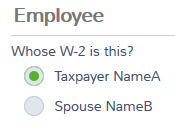 Employee
Whose W-2 is this?
Taxpayer NameA
Spouse NameB